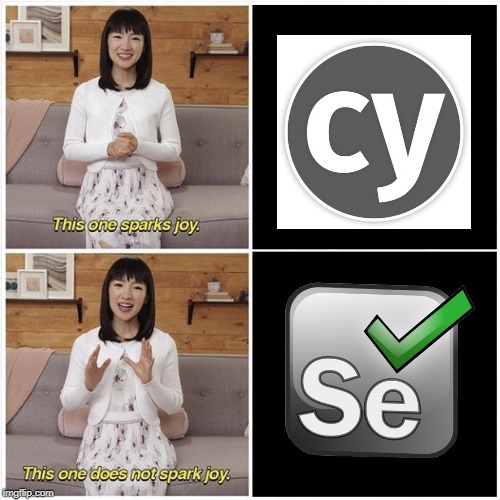 This one sparks joy.
cy
This one does not spark joy.
Se
imgflip.com